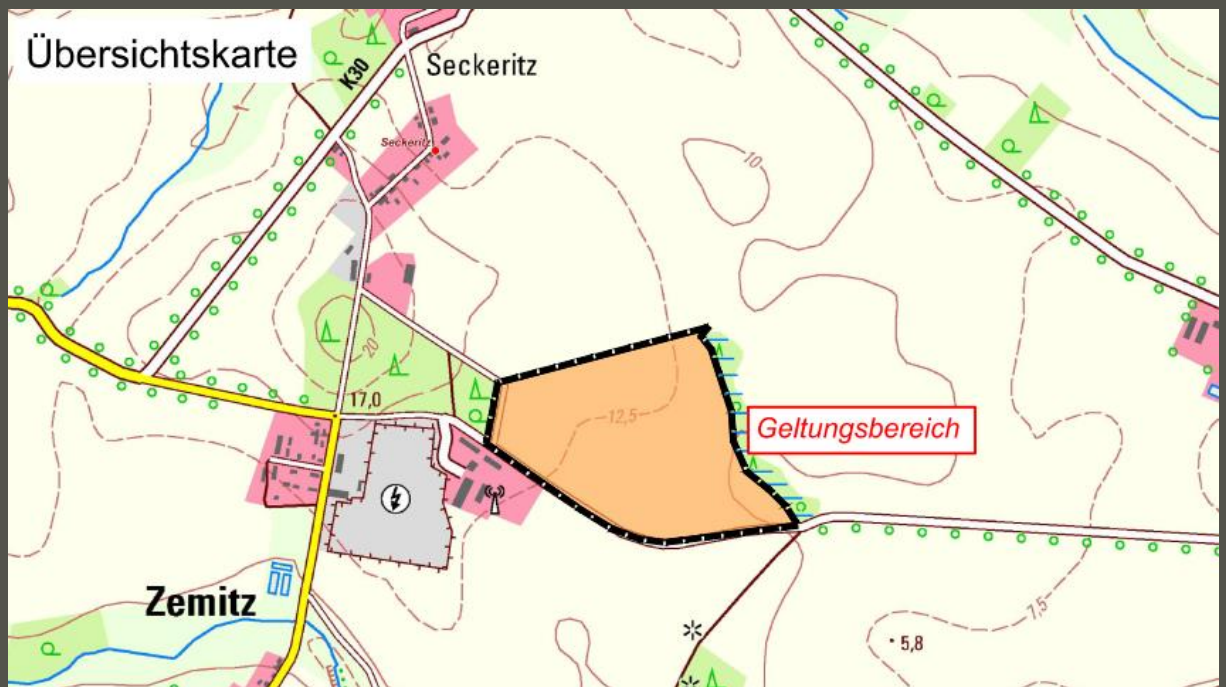 Übersichtskarte
K30
Seckeritz
Seckeritz
10
20
17,0
12,5
Geltungsbereich
Zemitz
7,5
5,8